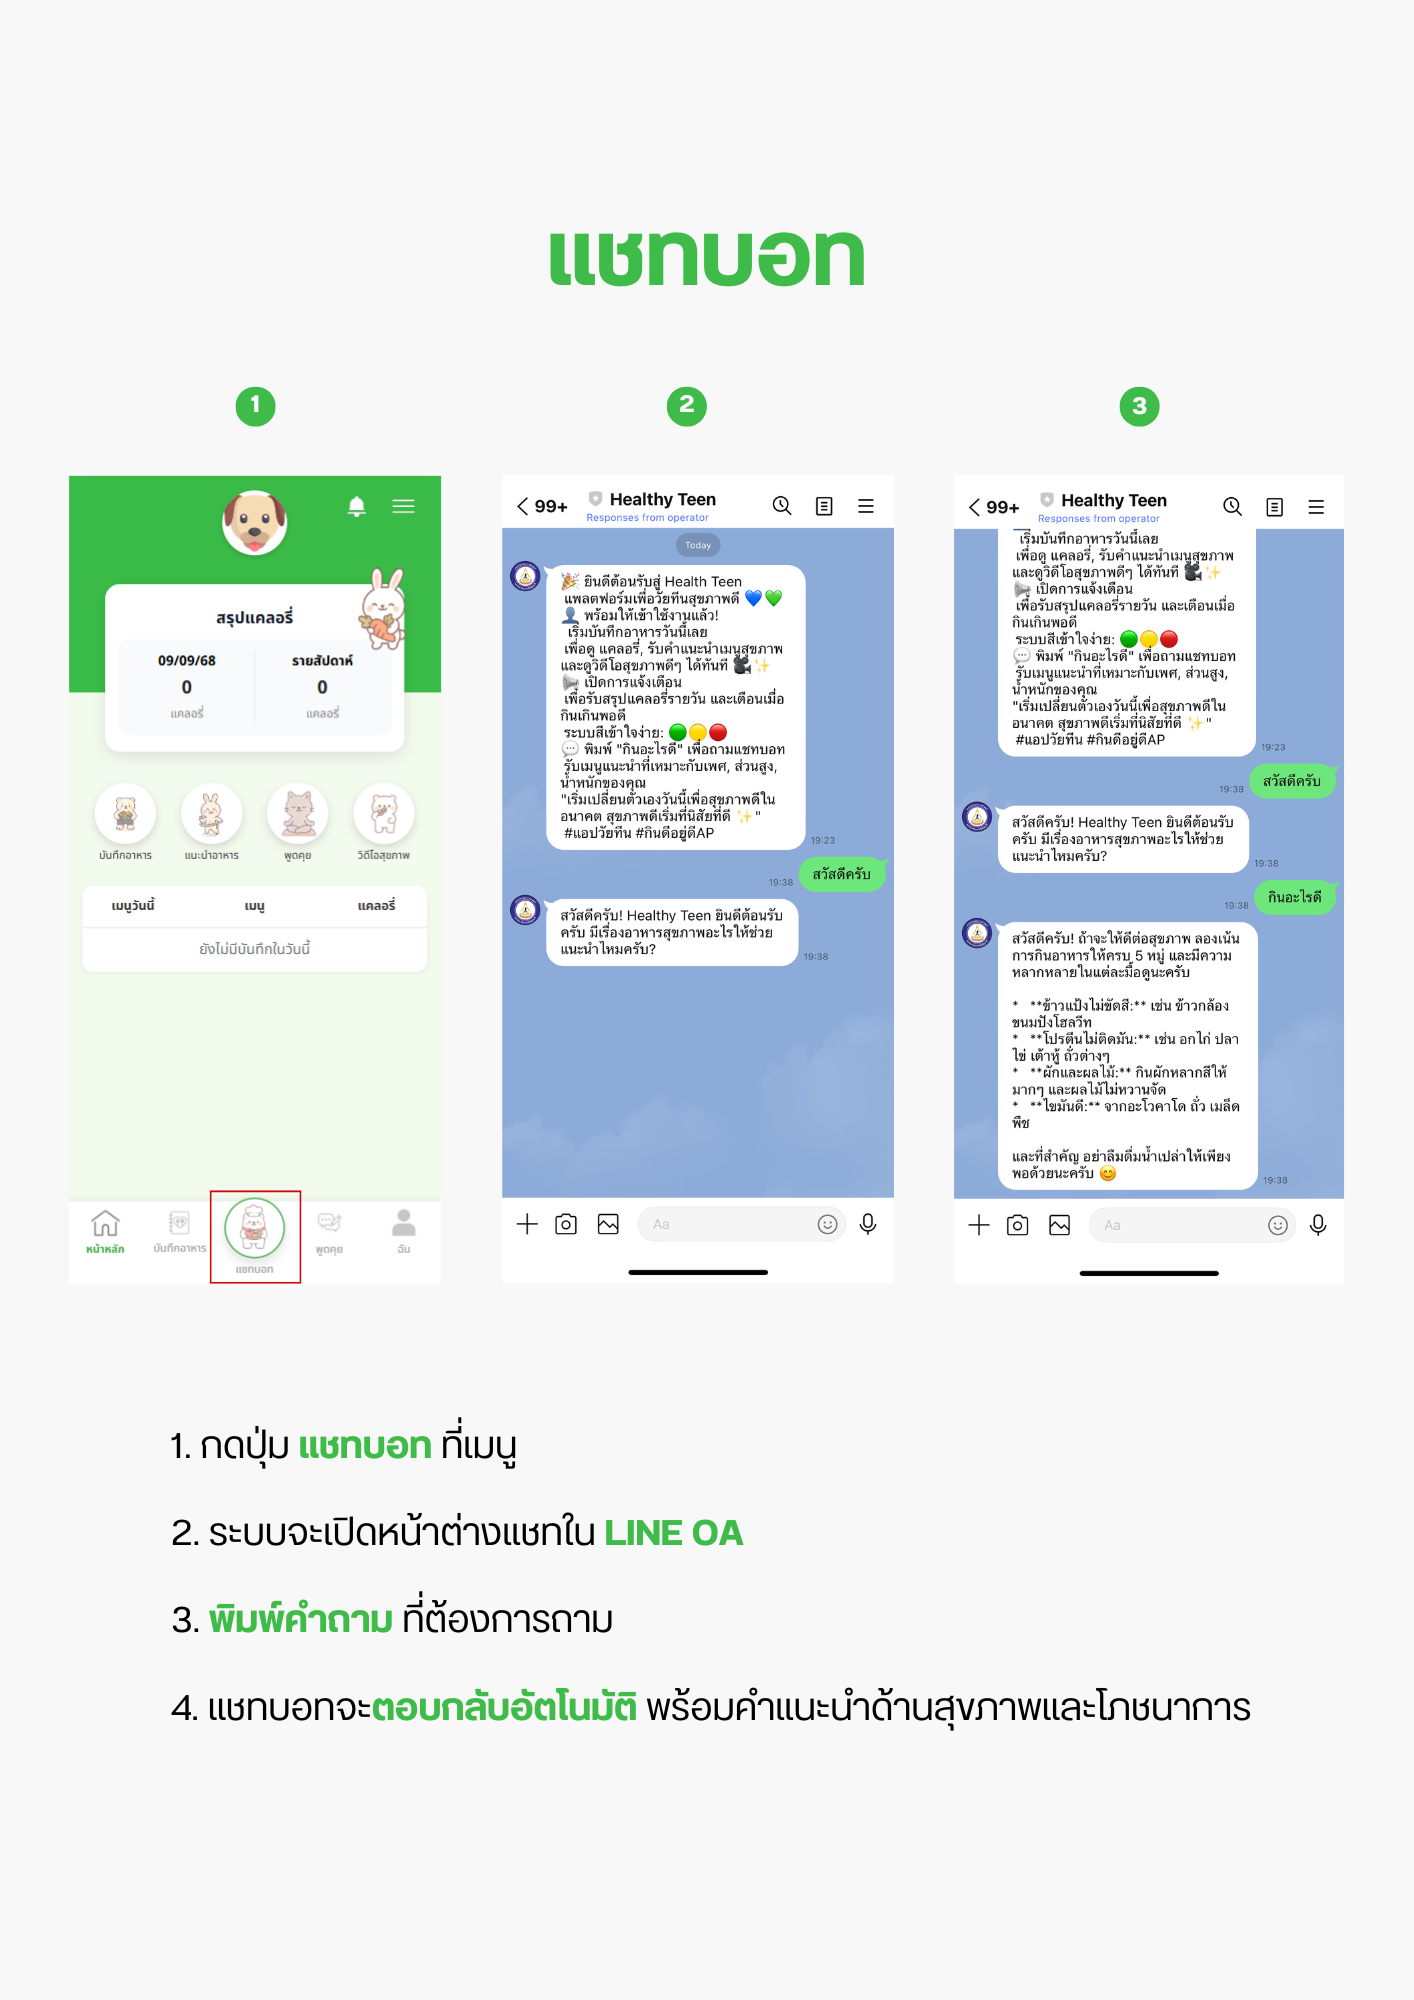 แชทบอท
1
2
3
สรุปแคลอรี่
09/09/68
รายสัปดาห์
0
0
แคลอรี่
แคลอรี่
บันทึกอาหาร
แนะนำอาหาร
พูดคุย
วิดีโอสุขภาพ
เมนูวันนี้
เมนู
แคลอรี่
ยังไม่มีบันทึกในวันนี้
หน้าหลัก
บันทึกอาหาร
แชทบอท
พูดคุย
ฉัน
99+
Healthy Teen
Responses from operator
Today
🎉 ยินดีต้อนรับสู่ Health Teen
แพลตฟอร์มเพื่อวัยทีนสุขภาพดี 💙💚
👤 พร้อมให้เข้าใช้งานแล้ว!
เริ่มบันทึกอาหารวันนี้เลย
เพื่อดู แคลอรี่, รับคำแนะนำเมนูสุขภาพ
และดูวิดีโอสุขภาพดีๆ ได้ทันที 🎥✨
📢 เปิดการแจ้งเตือน
เพื่อรับสรุปแคลอรี่รายวัน และเตือนเมื่อ
กินเกินพอดี
ระบบสีเข้าใจง่าย: 🟢🟡🔴
💬 พิมพ์ "กินอะไรดี" เพื่อถามแชทบอท
รับเมนูแนะนำที่เหมาะกับเพศ, ส่วนสูง,
น้ำหนักของคุณ
"เริ่มเปลี่ยนตัวเองวันนี้เพื่อสุขภาพดีใน
อนาคต สุขภาพดีเริ่มที่นิสัยที่ดี ✨"
#แอปวัยทีน #กินดีอยู่ดีAP
19:23
19:38
สวัสดีครับ
สวัสดีครับ! Healthy Teen ยินดีต้อนรับ
ครับ มีเรื่องอาหารสุขภาพอะไรให้ช่วย
แนะนำไหมครับ?
19:38
Aa
99+
Healthy Teen
Responses from operator
เริ่มบันทึกอาหารวันนี้เลย
เพื่อดู แคลอรี่, รับคำแนะนำเมนูสุขภาพ
และดูวิดีโอสุขภาพดีๆ ได้ทันที 🎥✨
📢 เปิดการแจ้งเตือน
เพื่อรับสรุปแคลอรี่รายวัน และเตือนเมื่อ
กินเกินพอดี
ระบบสีเข้าใจง่าย: 🟢🟡🔴
💬 พิมพ์ "กินอะไรดี" เพื่อถามแชทบอท
รับเมนูแนะนำที่เหมาะกับเพศ, ส่วนสูง,
น้ำหนักของคุณ
"เริ่มเปลี่ยนตัวเองวันนี้เพื่อสุขภาพดีใน
อนาคต สุขภาพดีเริ่มที่นิสัยที่ดี ✨"
#แอปวัยทีน #กินดีอยู่ดีAP
19:23
19:38
สวัสดีครับ
สวัสดีครับ! Healthy Teen ยินดีต้อนรับ
ครับ มีเรื่องอาหารสุขภาพอะไรให้ช่วย
แนะนำไหมครับ?
19:38
19:38
กินอะไรดี
สวัสดีครับ! ถ้าจะให้ดีต่อสุขภาพ ลองเน้น
การกินอาหารให้ครบ 5 หมู่ และมีความ
หลากหลายในแต่ละมื้อดูนะครับ
* **ข้าวแป้งไม่ขัดสี:** เช่น ข้าวกล้อง
ขนมปังโฮลวีท
* **โปรตีนไม่ติดมัน:** เช่น อกไก่ ปลา
ไข่ เต้าหู้ ถั่วต่างๆ
* **ผักและผลไม้:** กินผักหลากสีให้
มากๆ และผลไม้ไม่หวานจัด
* **ไขมันดี:** จากอะโวคาโด ถั่ว เมล็ด
พืช
และที่สำคัญ อย่าลืมดื่มน้ำเปล่าให้เพียง
พอด้วยนะครับ 😊
19:38
Aa
1. กดปุ่ม แชทบอท ที่เมนู
2. ระบบจะเปิดหน้าต่างแชทใน LINE OA
3. พิมพ์คำถาม ที่ต้องการถาม
4. แชทบอทจะตอบกลับอัตโนมัติ พร้อมคำแนะนำด้านสุขภาพและโภชนาการ